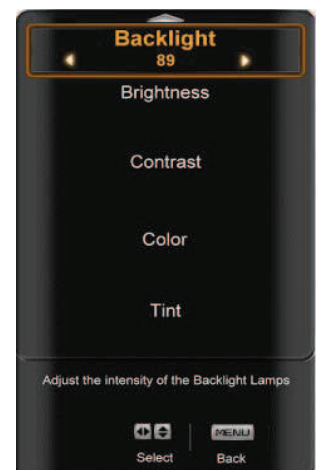 Backlight
89
Brightness
Contrast
Color
Tint
Adjust the intensity of the Backlight Lamps
MENU
Select Back